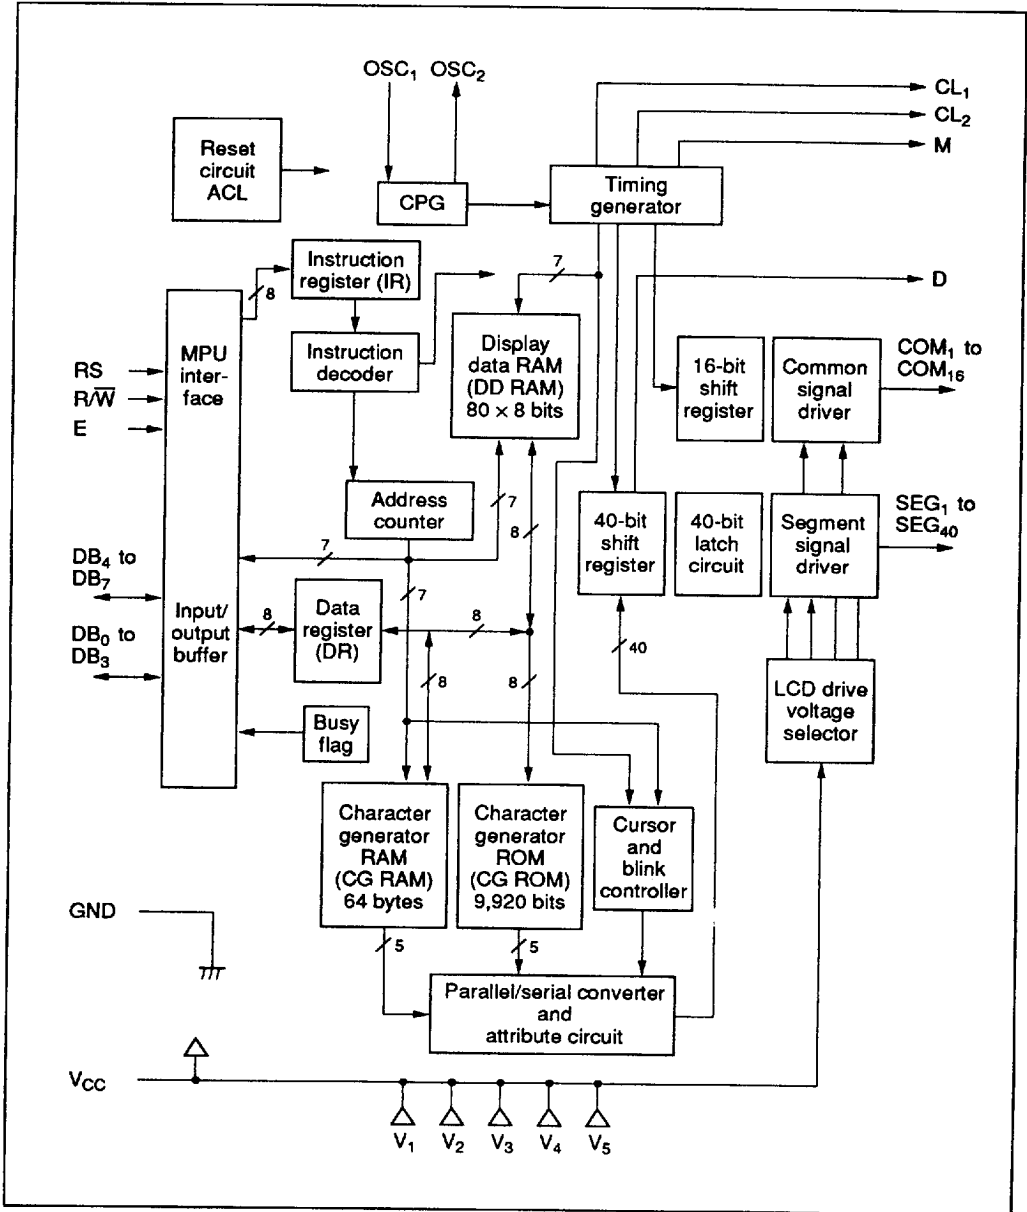 OSC1 OSC2
CL1
CL2
M
Reset
circuit
ACL
CPG
Timing
generator
Instruction
register (IR)
8
7
D
MPU
inter-
face
Instruction
decoder
Display
data RAM
(DD RAM)
80 × 8 bits
16-bit
shift
register
Common
signal
driver
COM1 to
COM16
RS
R/W̅
E
Address
counter
7
8
40-bit
shift
register
40-bit
latch
circuit
Segment
signal
driver
SEG1 to
SEG40
7
DB4 to
DB7
7
Input/
output
buffer
8
Data
register
(DR)
8
DB0 to
DB3
40
8
8
LCD drive
voltage
selector
Busy
flag
Character
generator
RAM
(CG RAM)
64 bytes
Character
generator
ROM
(CG ROM)
9,920 bits
Cursor
and
blink
controller
GND
5
5
Parallel/serial converter
and
attribute circuit
VCC
V1 V2 V3 V4 V5